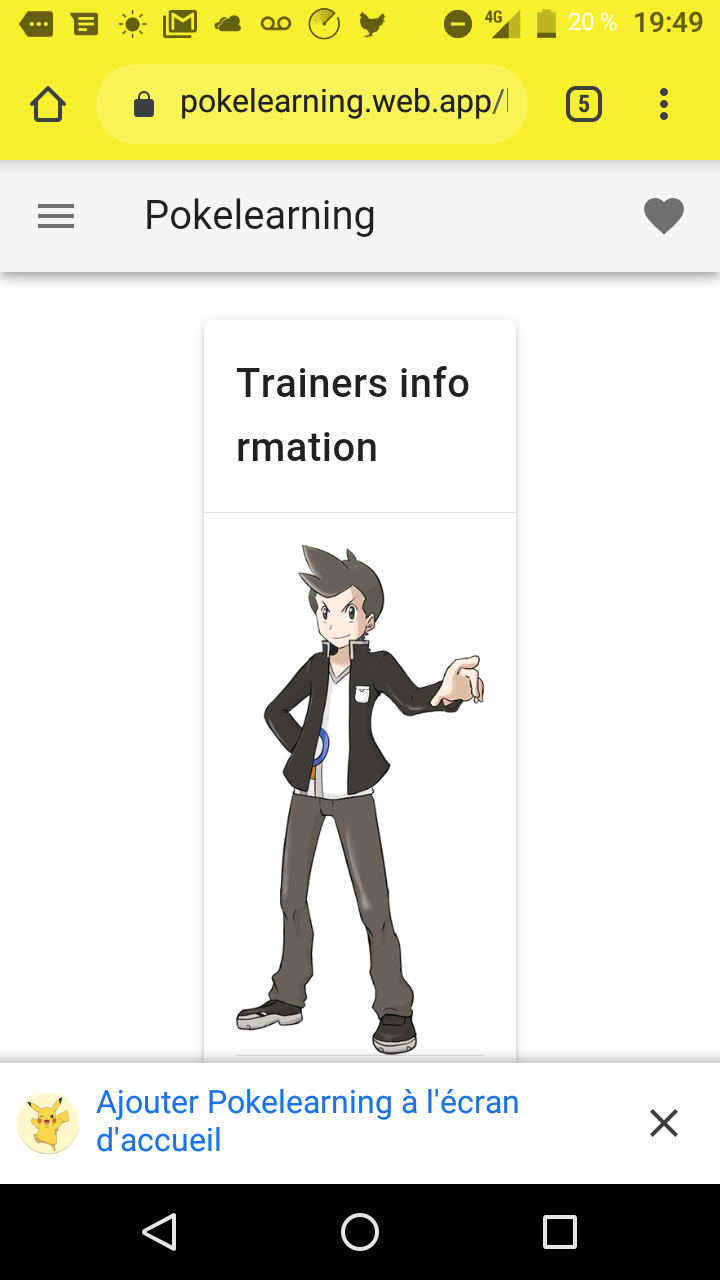 4G 20 % 19:49
pokelearning.web.app/
5
Pokelearning
Trainers info
rmation
Ajouter Pokelearning à l'écran
d'accueil